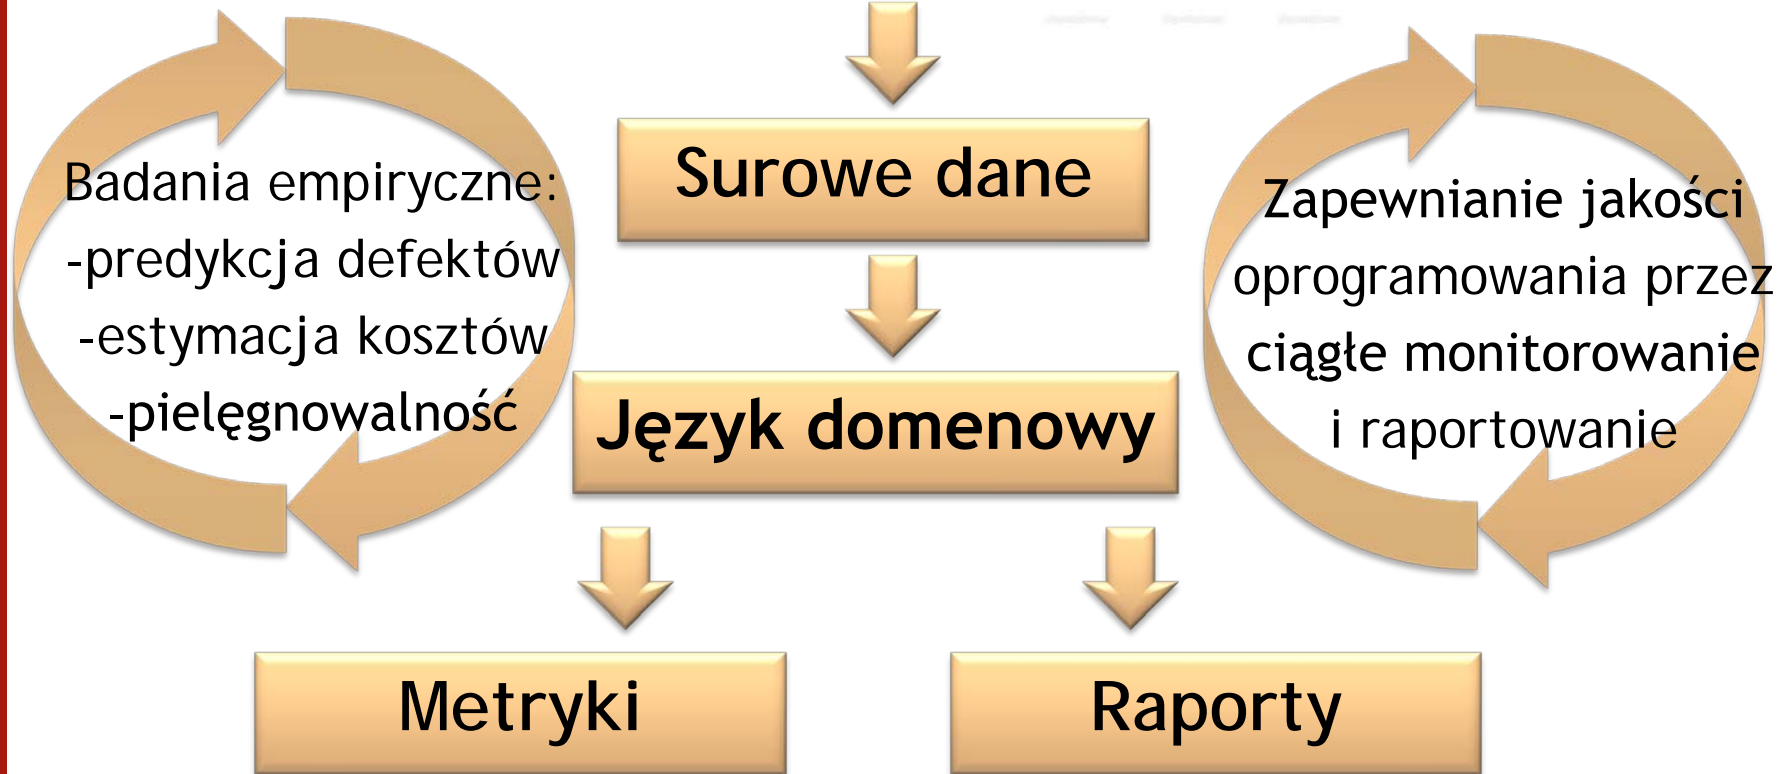 Badania empiryczne:
-predykcja defektów
-estymacja kosztów
-pielęgnowalność
Surowe dane
Język domenowy
Zapewnianie jakości
oprogramowania przez
ciągłe monitorowanie
i raportowanie
Metryki
Raporty